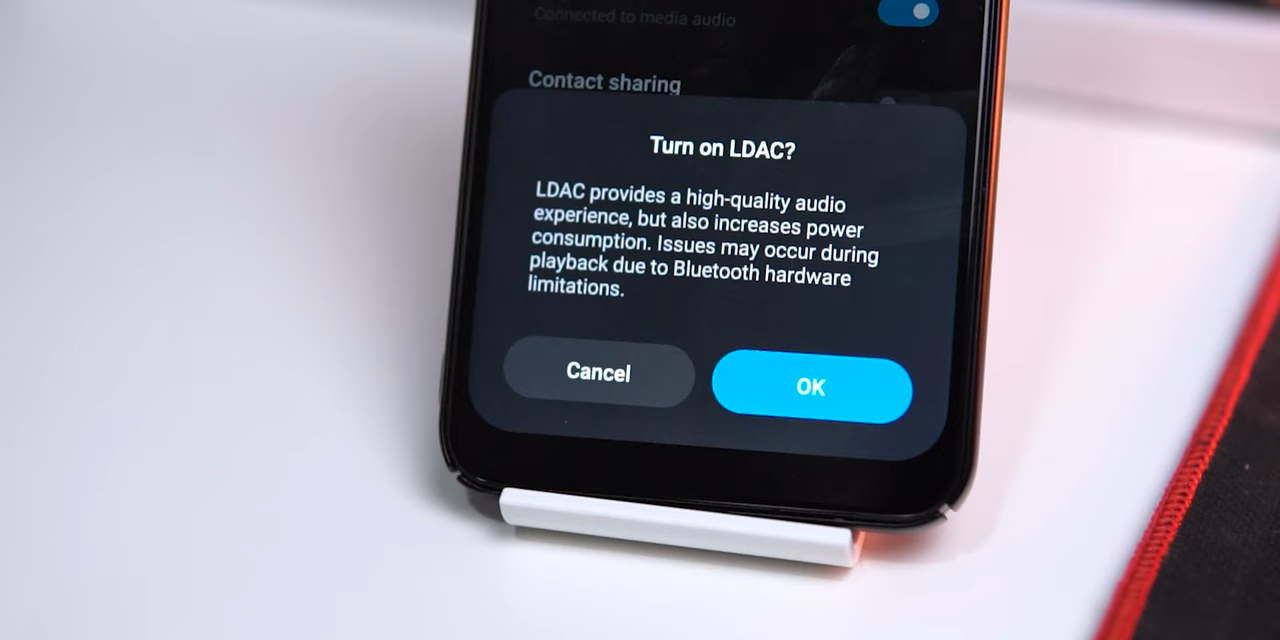 Connected to media audio
Contact sharing
Turn on LDAC?
LDAC provides a high-quality audio
experience, but also increases power
consumption. Issues may occur during
playback due to Bluetooth hardware
limitations.
Cancel
OK